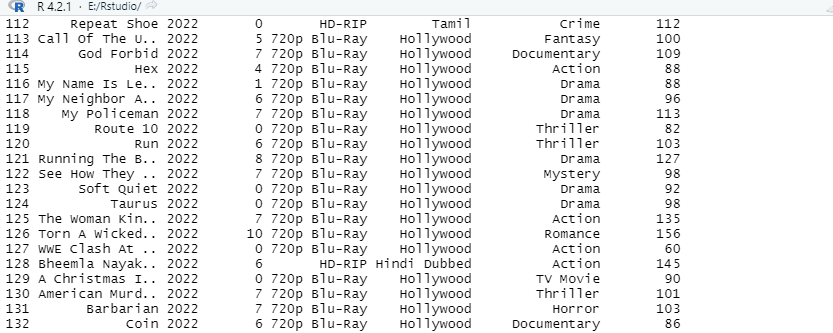 R 4.2.1 · E:/Rstudio/
112 Repeat Shoe 2022 0 HD-RIP Tamil Crime 112
113 Call Of The U.. 2022 5 720p Blu-Ray Hollywood Fantasy 100
114 God Forbid 2022 7 720p Blu-Ray Hollywood Documentary 109
115 Hex 2022 4 720p Blu-Ray Hollywood Action 88
116 My Name Is Le.. 2022 1 720p Blu-Ray Hollywood Drama 88
117 My Neighbor A.. 2022 6 720p Blu-Ray Hollywood Drama 96
118 My Policeman 2022 7 720p Blu-Ray Hollywood Drama 113
119 Route 10 2022 0 720p Blu-Ray Hollywood Thriller 82
120 Run 2022 6 720p Blu-Ray Hollywood Thriller 103
121 Running The B.. 2022 8 720p Blu-Ray Hollywood Drama 127
122 See How They .. 2022 7 720p Blu-Ray Hollywood Mystery 98
123 Soft Quiet 2022 0 720p Blu-Ray Hollywood Drama 92
124 Taurus 2022 0 720p Blu-Ray Hollywood Drama 98
125 The Woman Kin.. 2022 7 720p Blu-Ray Hollywood Action 135
126 Torn A Wicked.. 2022 10 720p Blu-Ray Hollywood Romance 156
127 WWE Clash At .. 2022 0 720p Blu-Ray Hollywood Action 60
128 Bheemla Nayak.. 2022 6 HD-RIP Hindi Dubbed Action 145
129 A Christmas I.. 2022 0 720p Blu-Ray Hollywood TV Movie 90
130 American Murd.. 2022 7 720p Blu-Ray Hollywood Thriller 101
131 Barbarian 2022 7 720p Blu-Ray Hollywood Horror 103
132 Coin 2022 6 720p Blu-Ray Hollywood Documentary 86